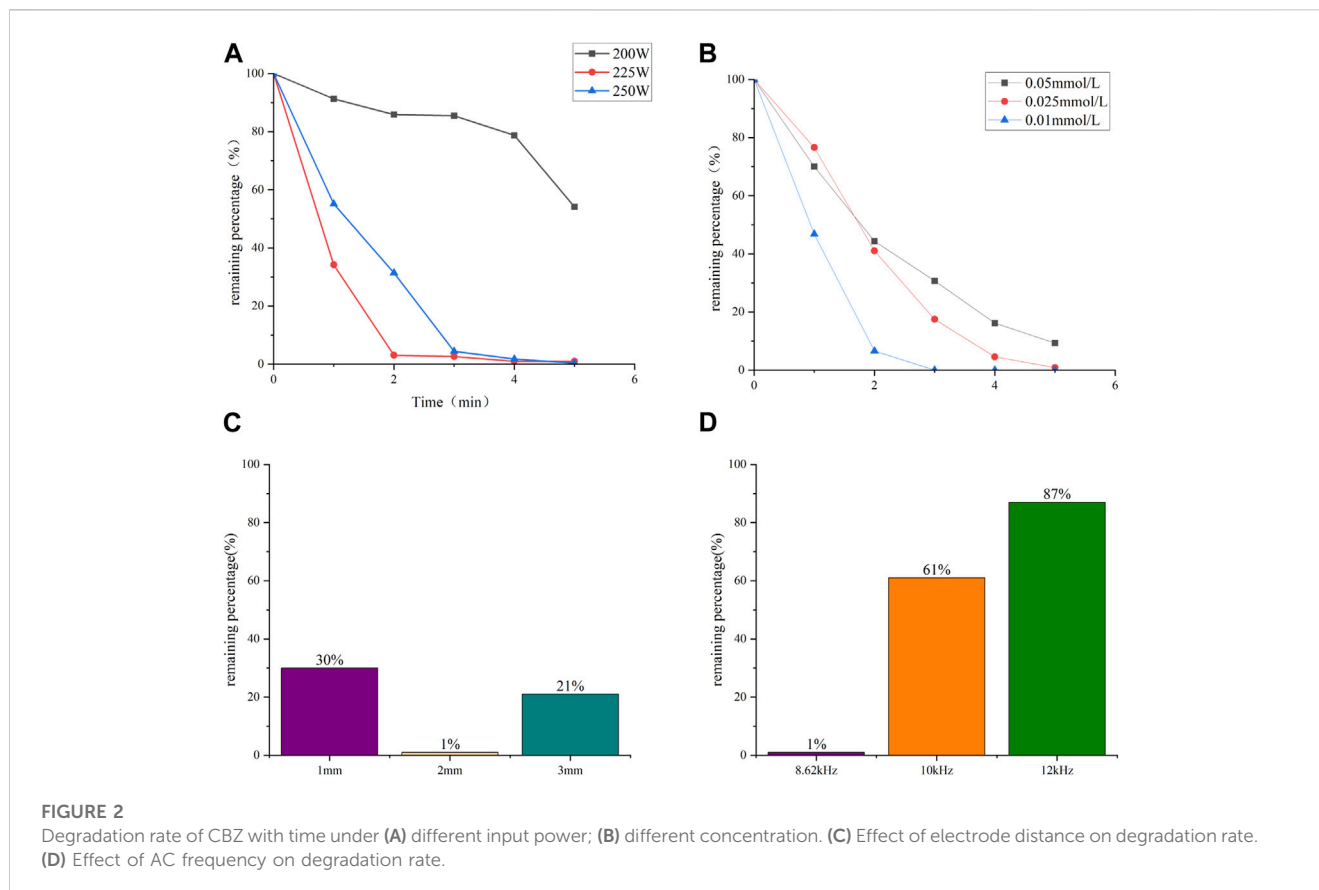 A
200W
225W
250W
100
80
60
40
20
0
remaining percentage（%）
0
2
4
6
Time（min）
B
0.05mmol/L
0.025mmol/L
0.01mmol/L
100
80
60
40
20
0
remaining percentage（%）
0
2
4
6
C
100
80
60
40
20
0
remaining percentage(%)
30%
1%
21%
1mm
2mm
3mm
D
100
80
60
40
20
0
remaining percentage(%)
1%
61%
87%
8.62kHz
10kHz
12kHz
FIGURE 2
Degradation rate of CBZ with time under (A) different input power; (B) different concentration. (C) Effect of electrode distance on degradation rate.
(D) Effect of AC frequency on degradation rate.